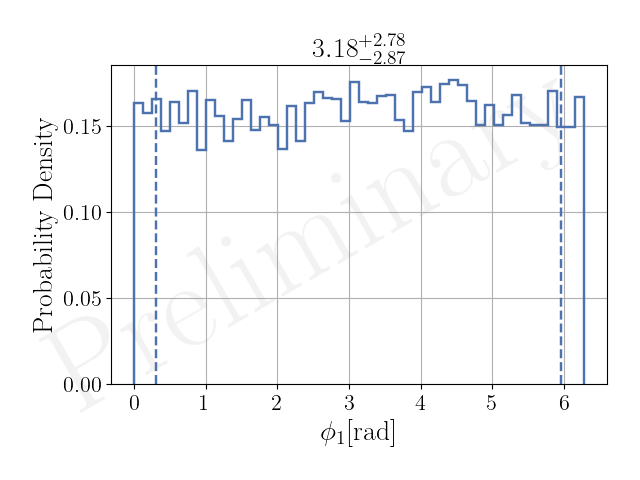 3.18^{+2.78}_{-2.87}
Probability Density
0.15
0.10
0.05
0.00
0 1 2 3 4 5 6
ϕ₁[rad]
Preliminary